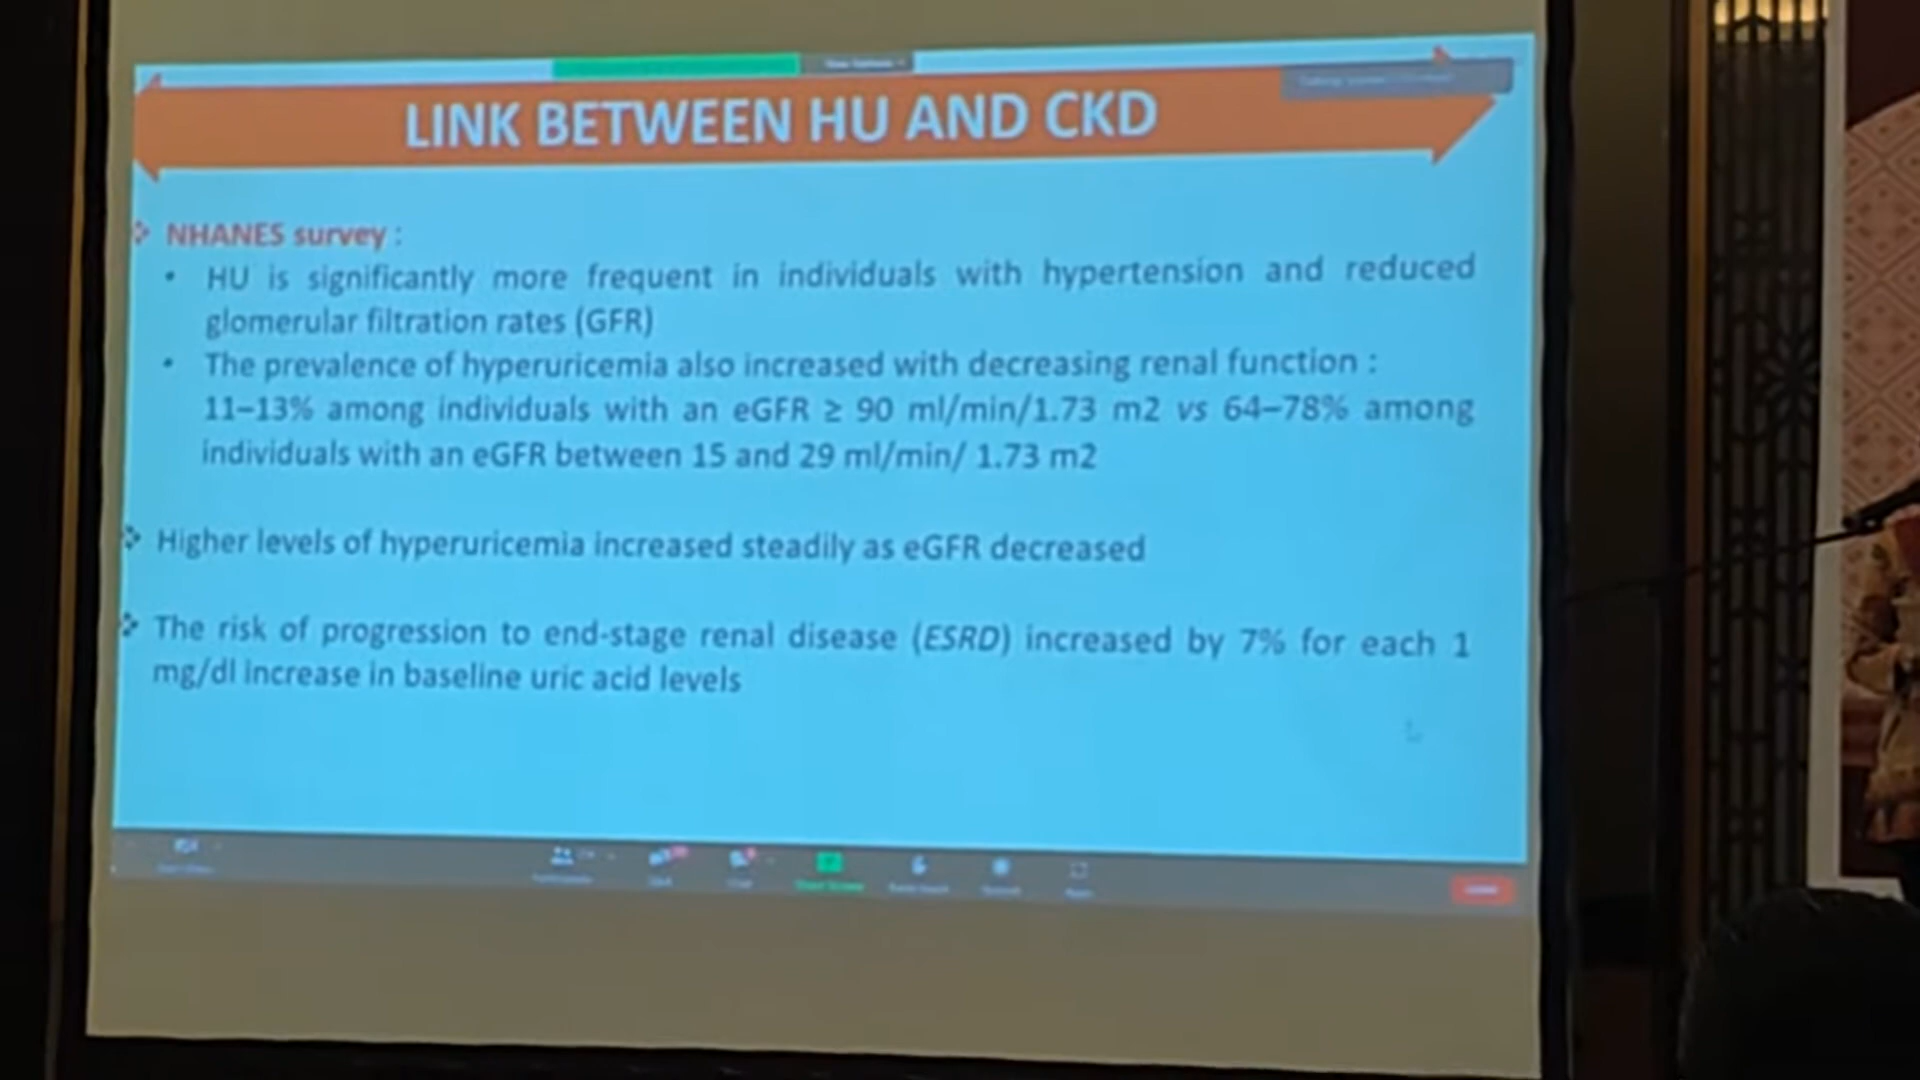 LINK BETWEEN HU AND CKD
NHANES survey :
• HU is significantly more frequent in individuals with hypertension and reduced
glomerular filtration rates (GFR)
• The prevalence of hyperuricemia also increased with decreasing renal function :
11–13% among individuals with an eGFR ≥ 90 ml/min/1.73 m2 vs 64–78% among
individuals with an eGFR between 15 and 29 ml/min/ 1.73 m2
Higher levels of hyperuricemia increased steadily as eGFR decreased
The risk of progression to end-stage renal disease (ESRD) increased by 7% for each 1
mg/dl increase in baseline uric acid levels